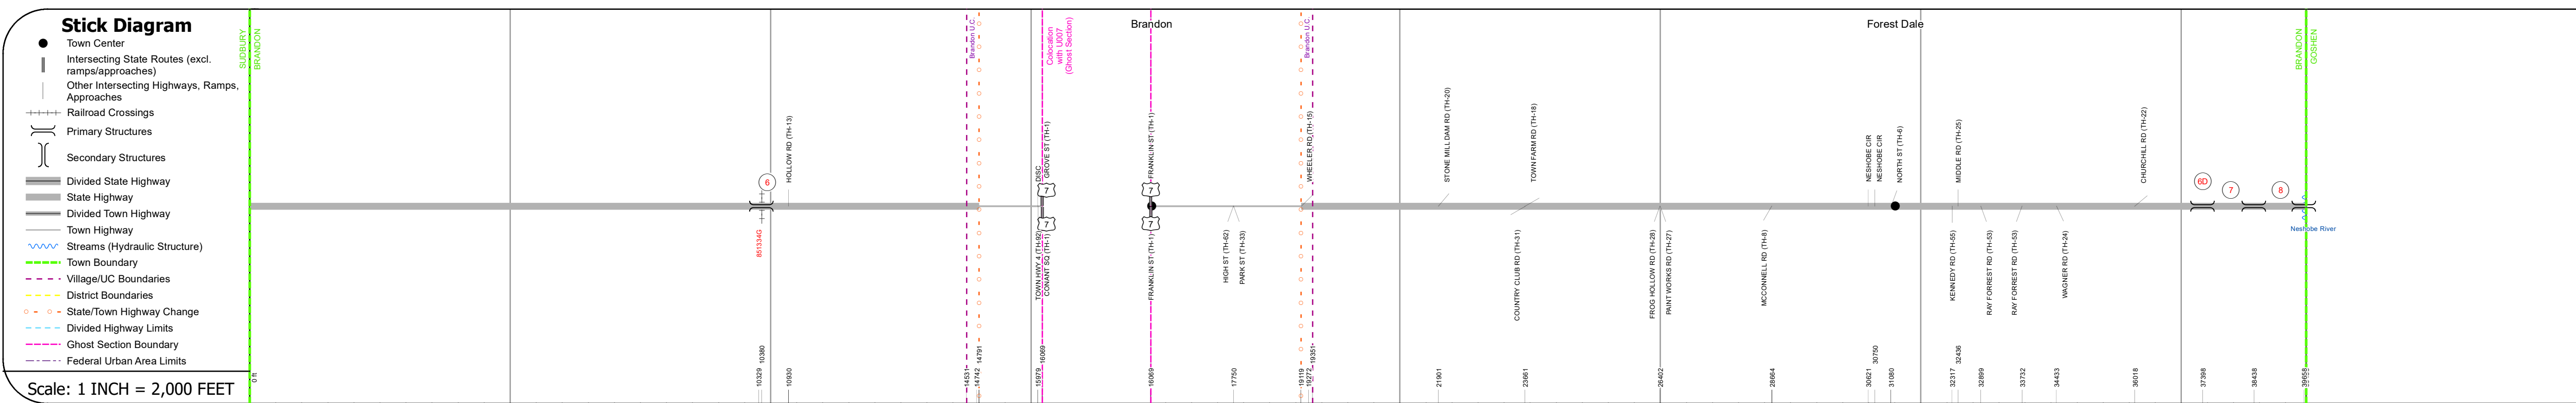 Stick Diagram
Town Center
Intersecting State Routes (excl.
ramps/approaches)
Other Intersecting Highways, Ramps,
Approaches
Railroad Crossings
Primary Structures
Secondary Structures
Divided State Highway
State Highway
Divided Town Highway
Town Highway
Streams (Hydraulic Structure)
Town Boundary
Village/UC Boundaries
District Boundaries
State/Town Highway Change
Divided Highway Limits
Ghost Section Boundary
Federal Urban Area Limits
Scale: 1 INCH = 2,000 FEET
SUDBURY
BRANDON
Brandon U.C.
Colocation
with U007
(Ghost Section)
Brandon
Brandon U.C.
Forest Dale
BRANDON
GOSHEN
HOLLOW RD (TH-13)
DISC
GROVE ST (TH-1)
FRANKLIN ST (TH-1)
WHEELER RD (TH-15)
STONE MILL DAM RD (TH-20)
TOWN FARM RD (TH-18)
NESHOBE CIR
NESHOBE CIR
NORTH ST (TH-6)
MIDDLE RD (TH-25)
CHURCHILL RD (TH-22)
6
7
7
7
7
6D
7
8
851334G
TOWN HWY 4 (TH-92)
CONANT SQ (TH-1)
FRANKLIN ST (TH-1)
HIGH ST (TH-62)
PARK ST (TH-33)
COUNTRY CLUB RD (TH-31)
FROG HOLLOW RD (TH-28)
PAINT WORKS RD (TH-27)
MCCONNELL RD (TH-8)
KENNEDY RD (TH-55)
RAY FORREST RD (TH-53)
RAY FORREST RD (TH-53)
WAGNER RD (TH-24)
Neshobe River
0 ft
10329
10380
10930
14531
14742
14791
15979
16069
16069
17750
19119
19272
19351
21901
23661
26402
28664
30621
30750
31080
32317
32436
32899
33732
34433
36018
37398
38438